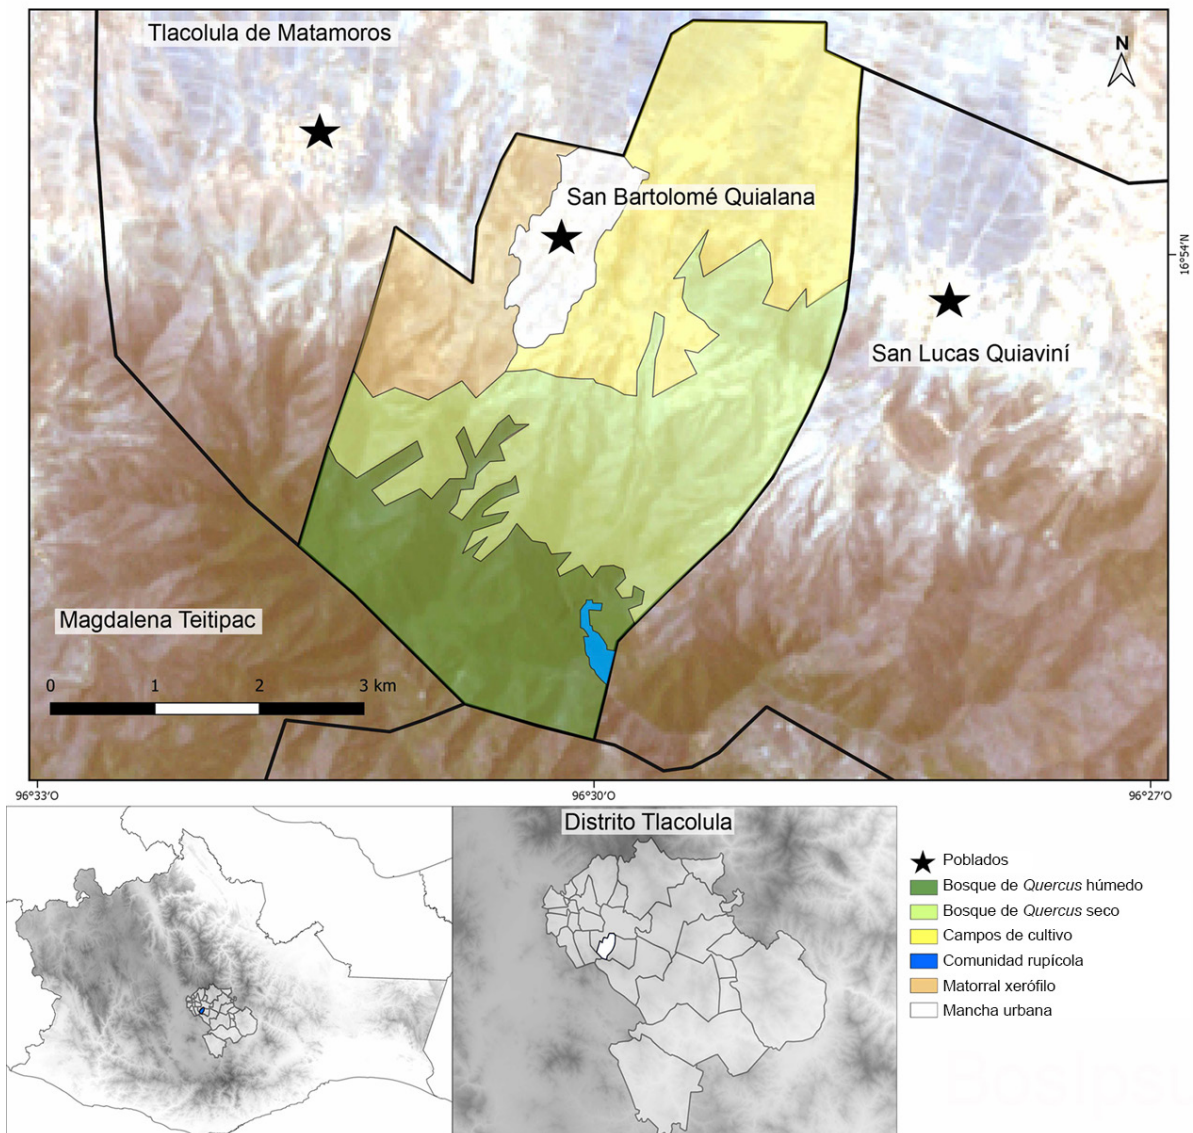 Tlacolula de Matamoros
N
San Bartolomé Quialana
16°54'N
San Lucas Quiaviní
Magdalena Teitipac
0 1 2 3 km
96°33'O 96°30'O 96°27'O
Distrito Tlacolula
Poblados
Bosque de Quercus húmedo
Bosque de Quercus seco
Campos de cultivo
Comunidad rupícola
Matorral xerófilo
Mancha urbana